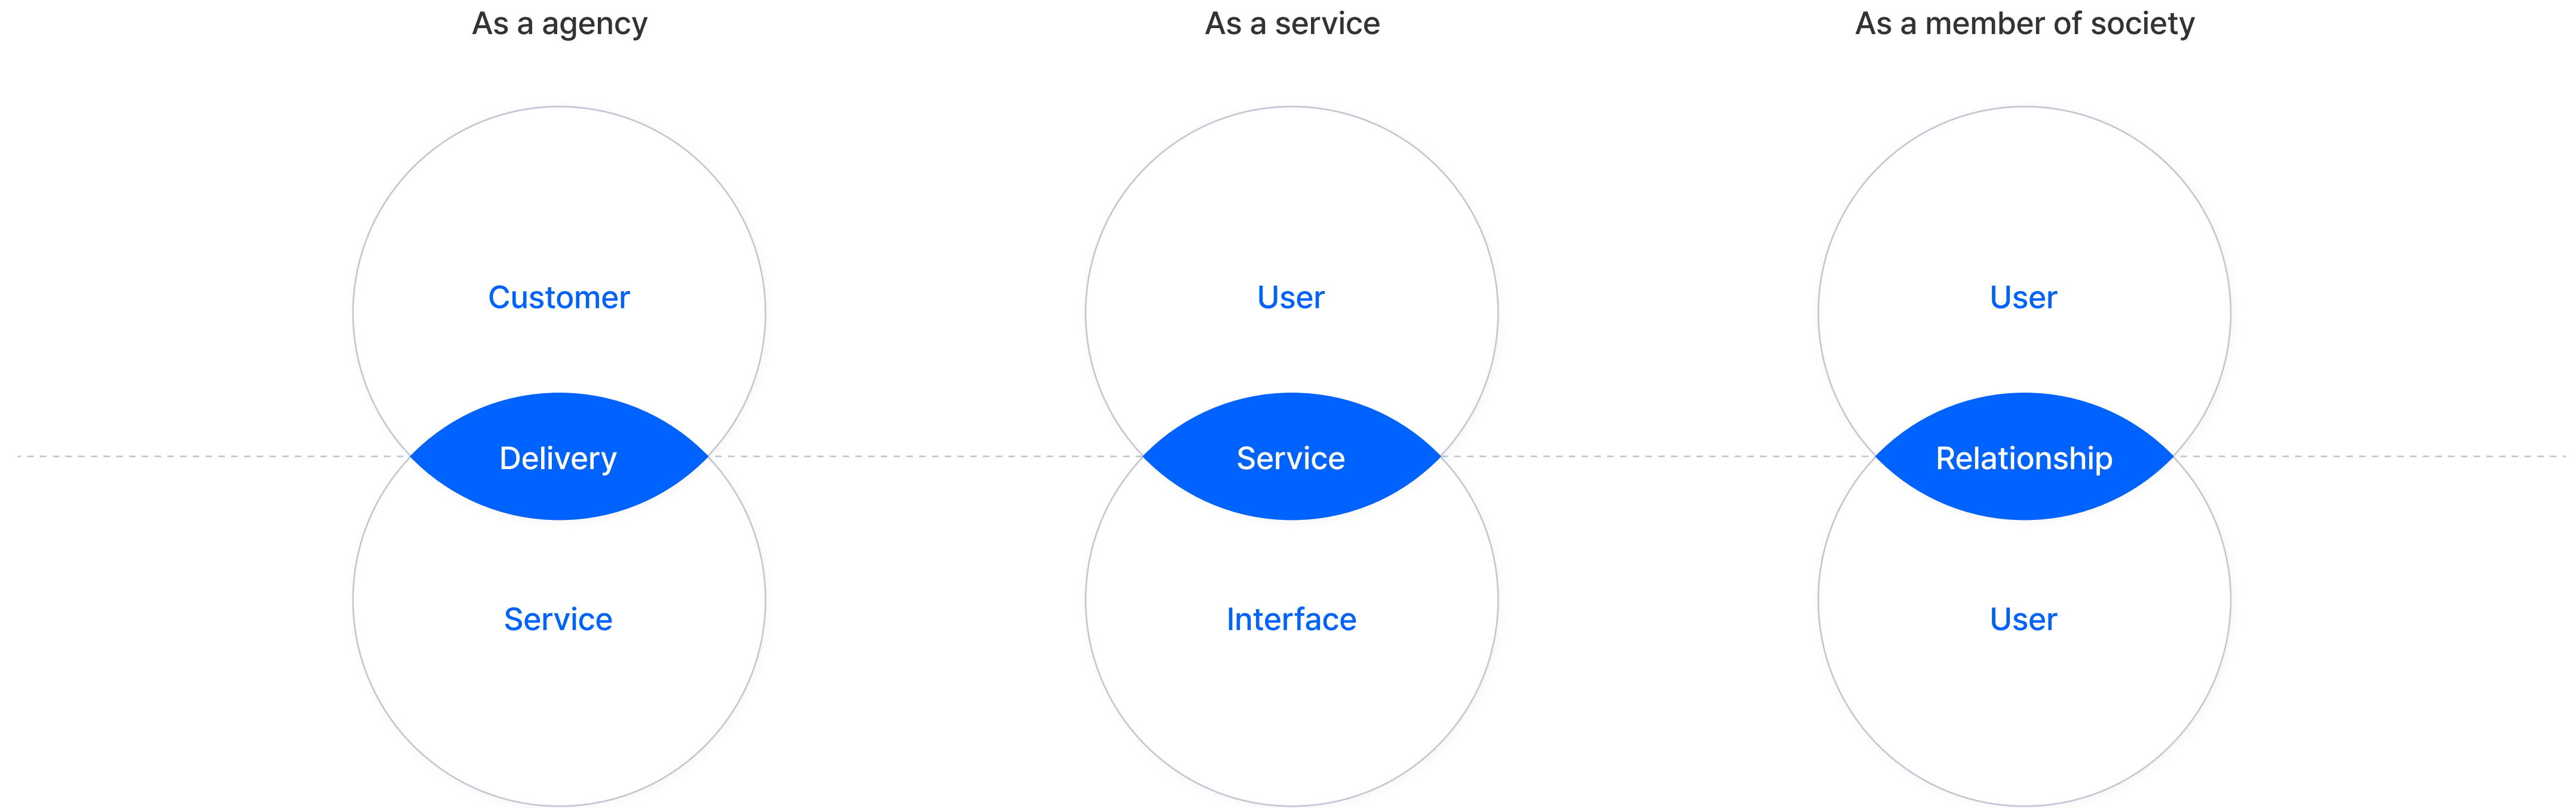 As a agency
As a service
As a member of society
Customer
User
User
Delivery
Service
Relationship
Service
Interface
User